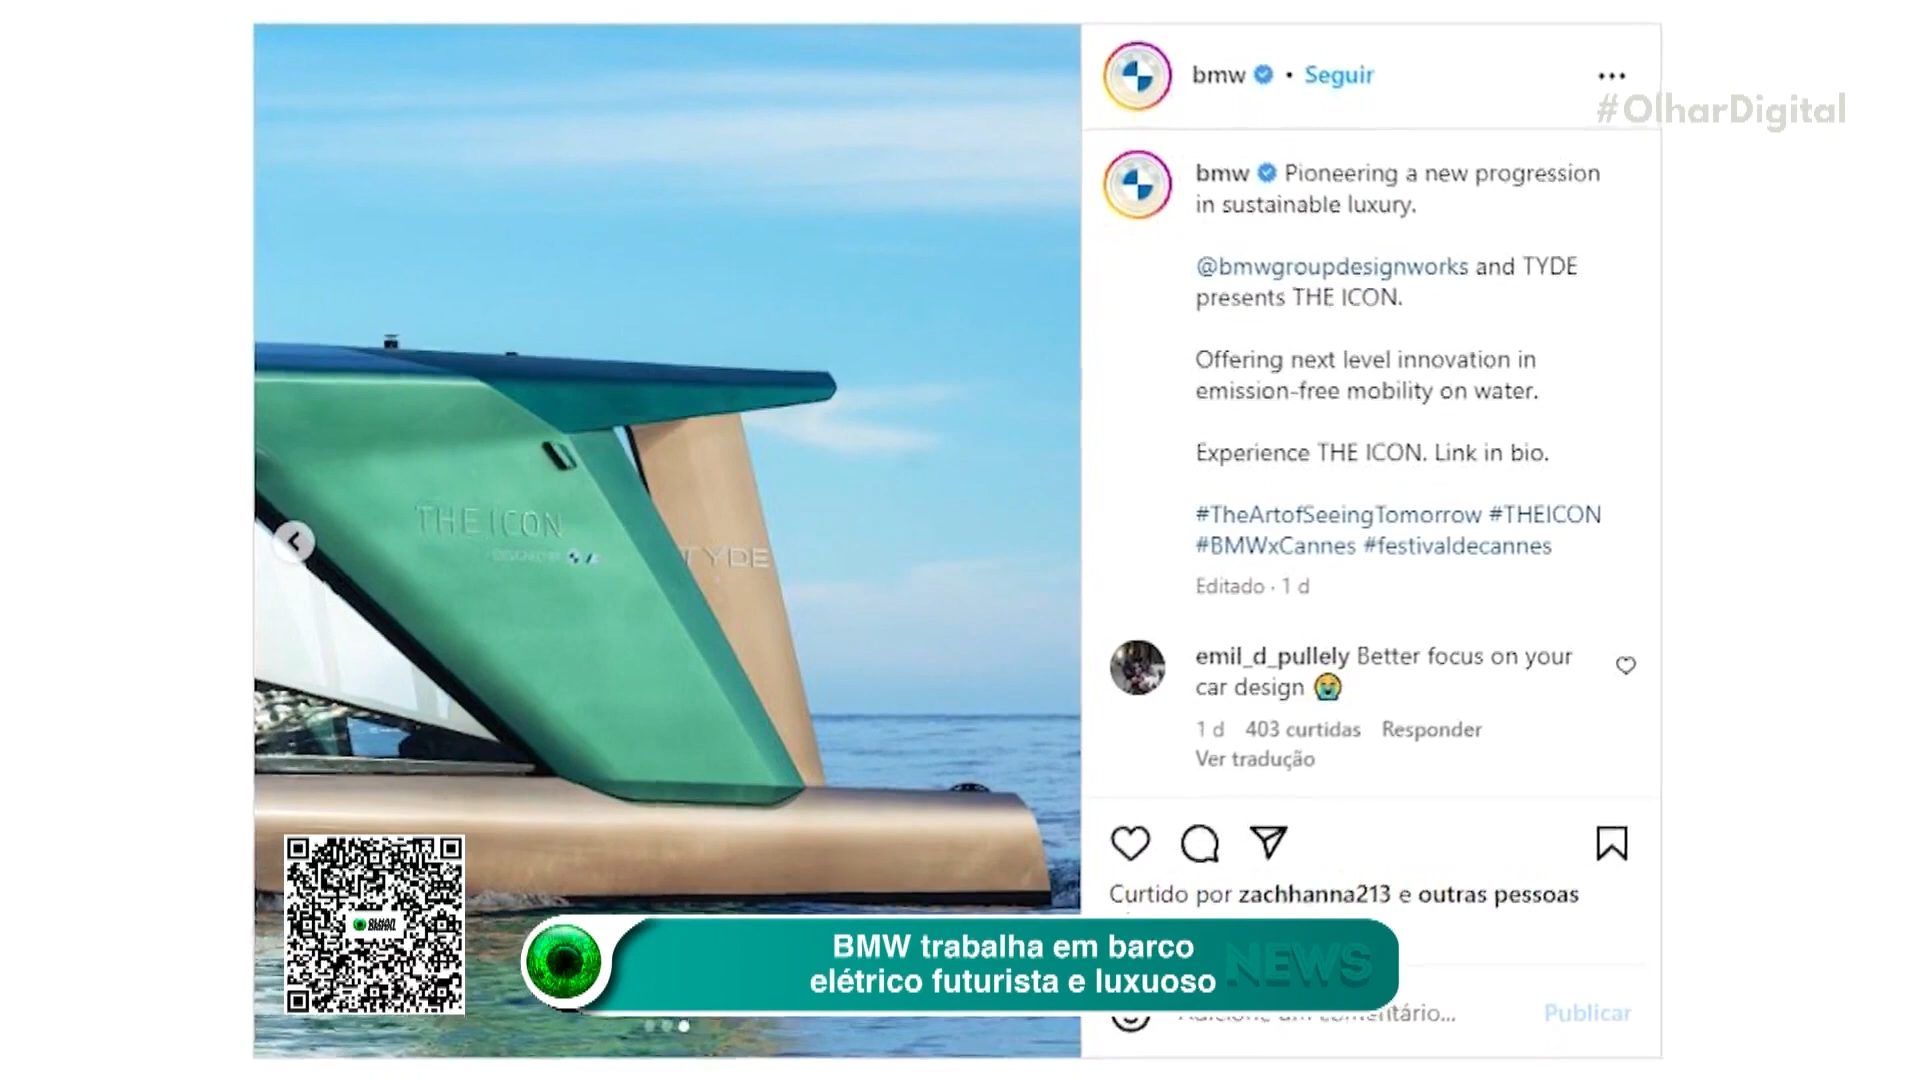 bmw • Seguir
#OlharDigital
bmw Pioneering a new progression
in sustainable luxury.
@bmwgroupdesignworks and TYDE
presents THE ICON.
Offering next level innovation in
emission-free mobility on water.
Experience THE ICON. Link in bio.
#TheArtofSeeingTomorrow #THEICON
#BMWxCannes #festivaldecannes
Editado · 1 d
emil_d_pullely Better focus on your
car design 😭
1 d 403 curtidas Responder
Ver tradução
Curtido por zachhanna213 e outras pessoas
Publicar
THE ICON
TYDE
BMW trabalha em barco
elétrico futurista e luxuoso
NEWS